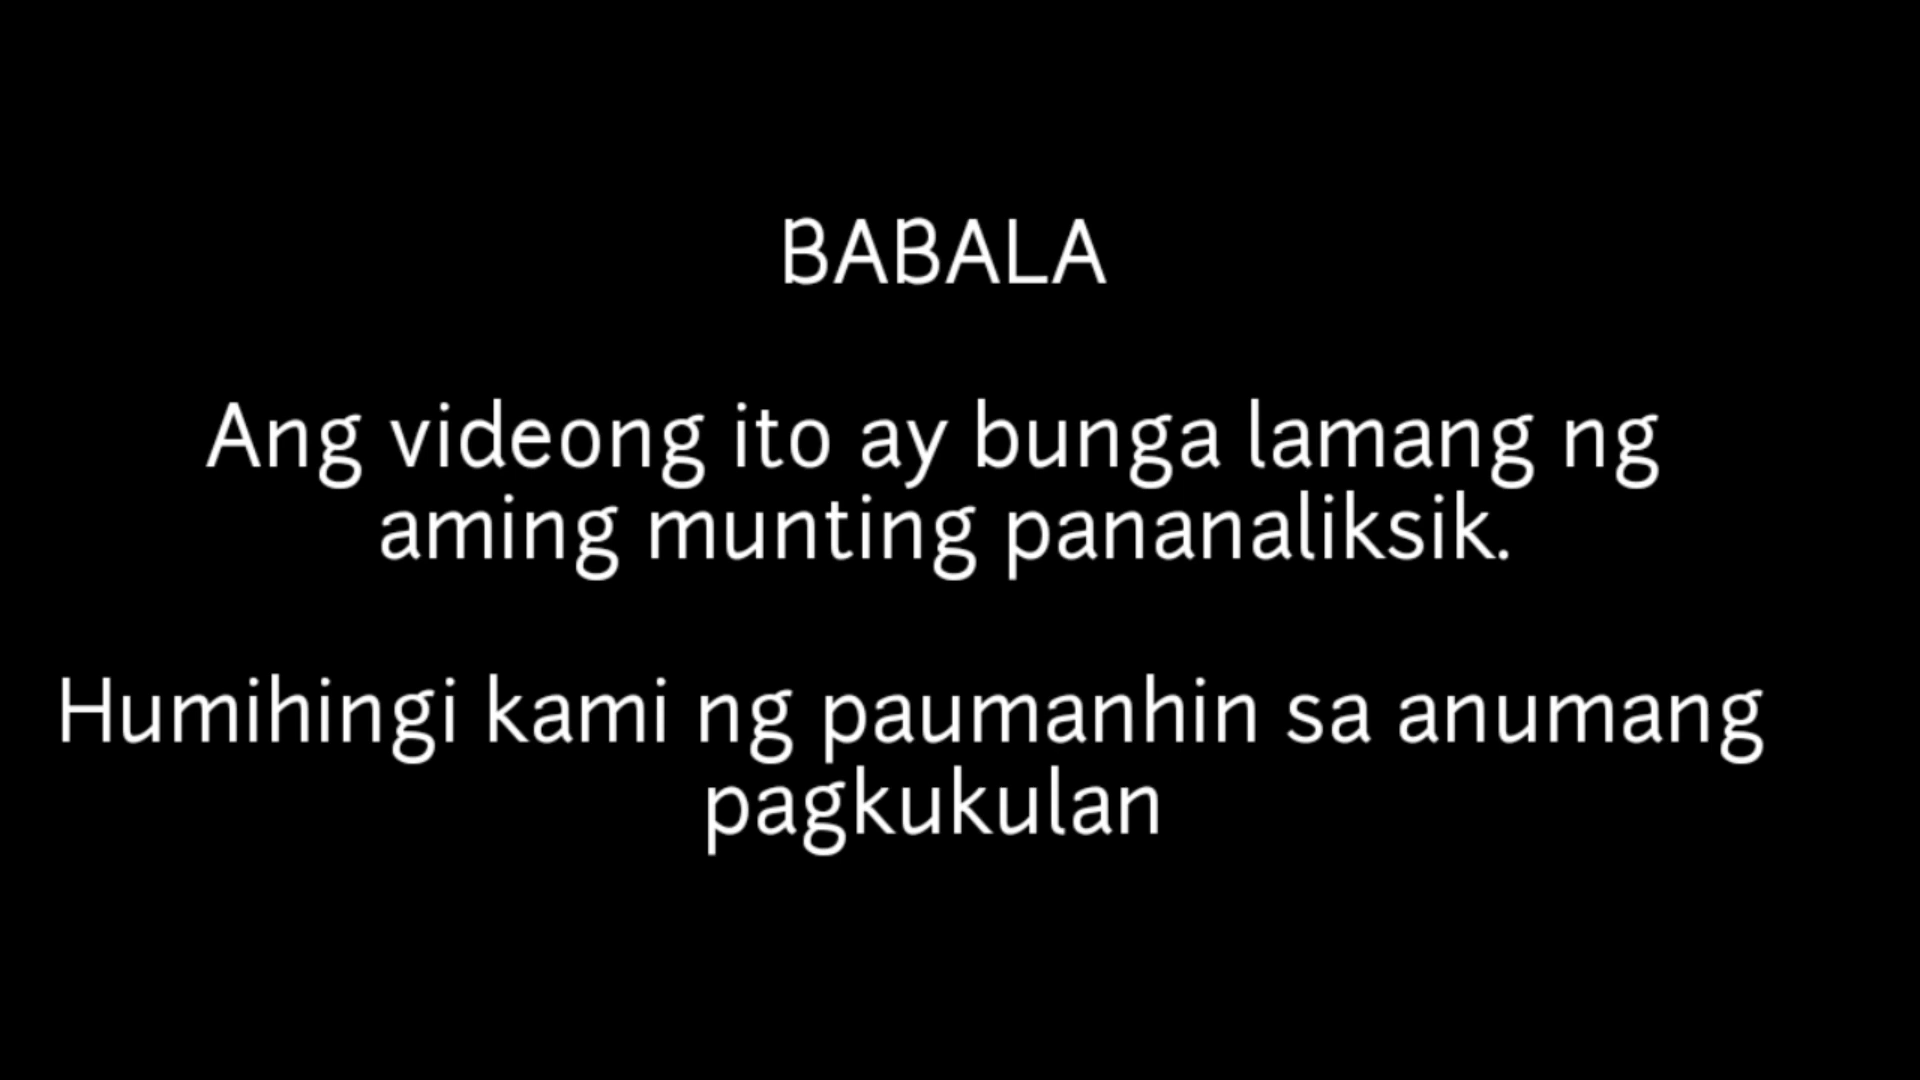 BABALA
Ang videong ito ay bunga lamang ng
aming munting pananaliksik.
Humihingi kami ng paumanhin sa anumang
pagkukulan